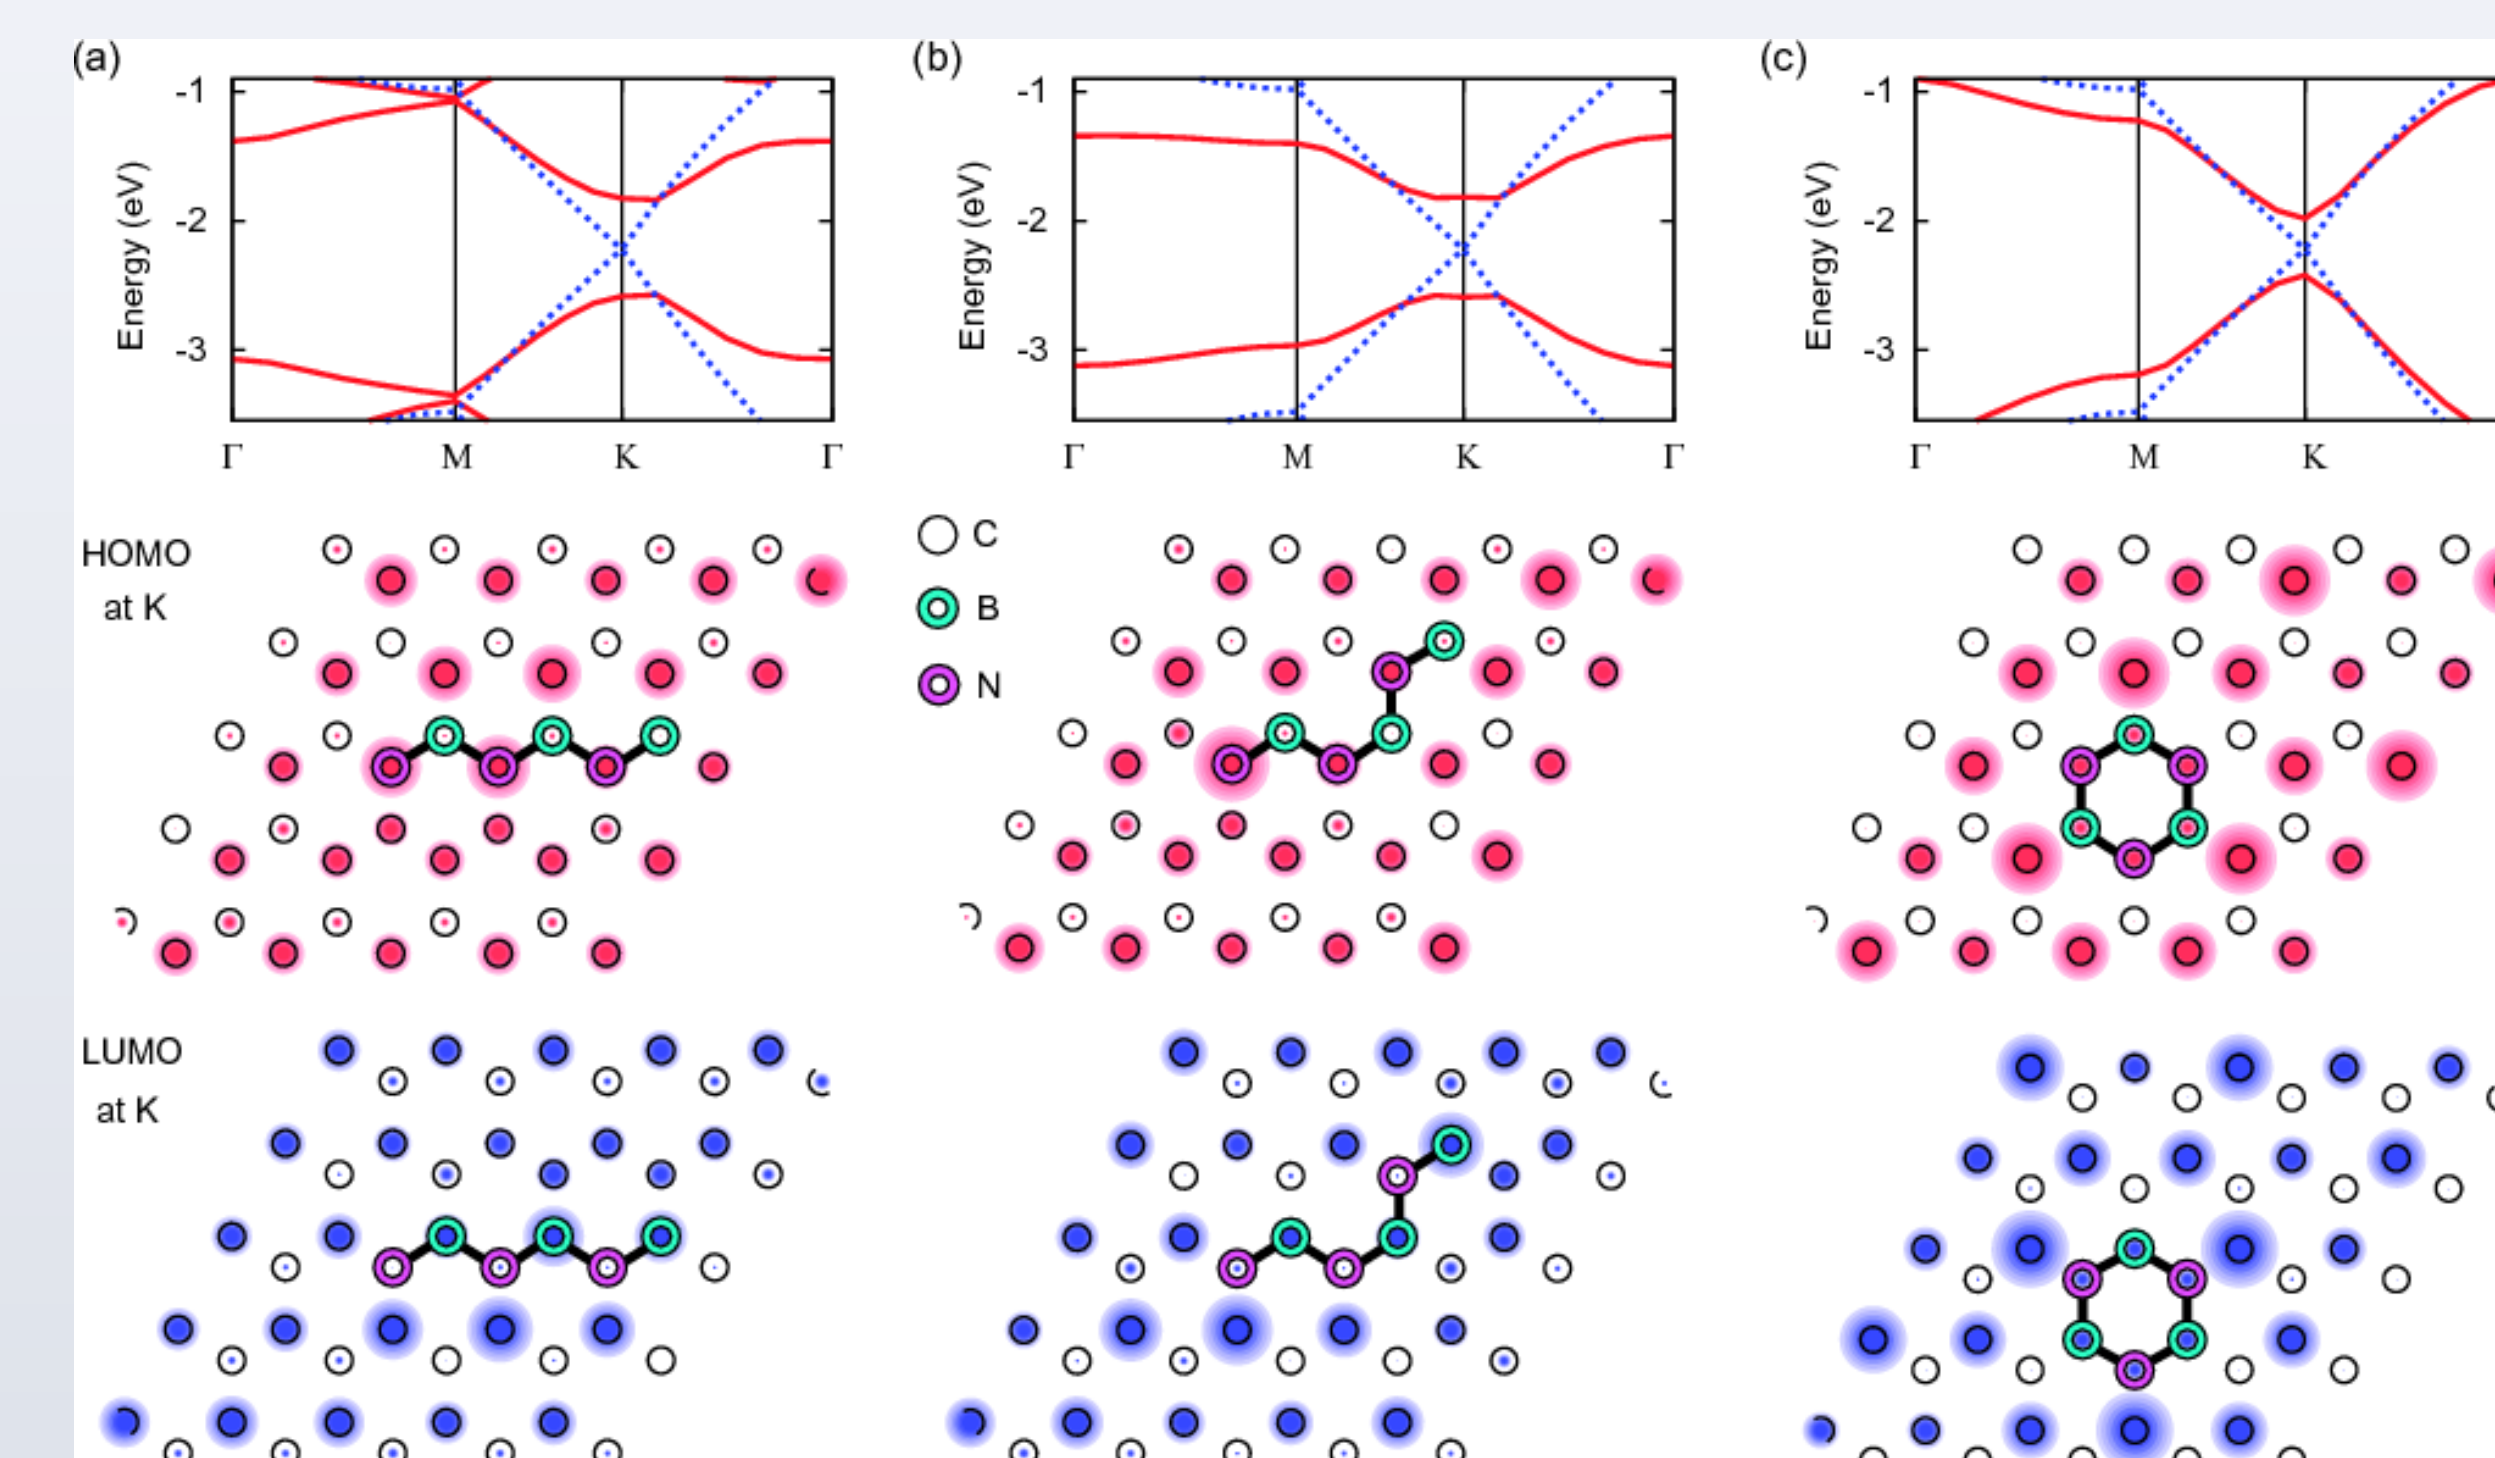 (a) (b) (c)
-1 -1 -1
-2 -2 -2
-3 -3 -3
Energy (eV) Energy (eV) Energy (eV)
Γ M K Γ Γ M K Γ Γ M K
HOMO
at K
C
B
N
LUMO
at K